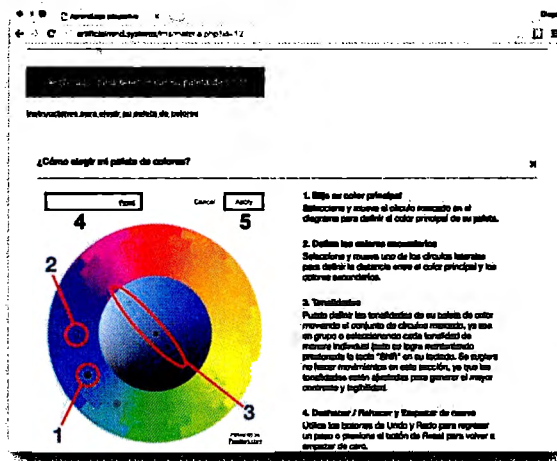 Aprendizaje adaptativo
Instrucciones para elegir su paleta de colores
¿Cómo elegir mi paleta de colores?
Reset
Cancel
Apply
4
5
2
1
3
1. Elija su color principal
Seleccione y mueva el círculo marcado en el
diagrama para definir el color principal de su paleta.
2. Defina los colores secundarios
Seleccione y mueva uno de los círculos laterales
para definir la distancia entre el color principal y los
colores secundarios.
3. Tonalidades
Puede definir las tonalidades de su paleta de color
moviendo el conjunto de círculos marcado, ya sea
en grupo o seleccionando cada tonalidad de
manera individual (esto se logra manteniendo
presionada la tecla "Shift" en su teclado. Se sugiere
no hacer movimientos en esta sección, ya que las
tonalidades están ajustadas para generar el mayor
contraste y legibilidad.
4. Deshacer / Rehacer y Empezar de nuevo
Utilice los botones de Undo y Redo para regresar
un paso o presione el botón de Reset para volver a
empezar de cero.